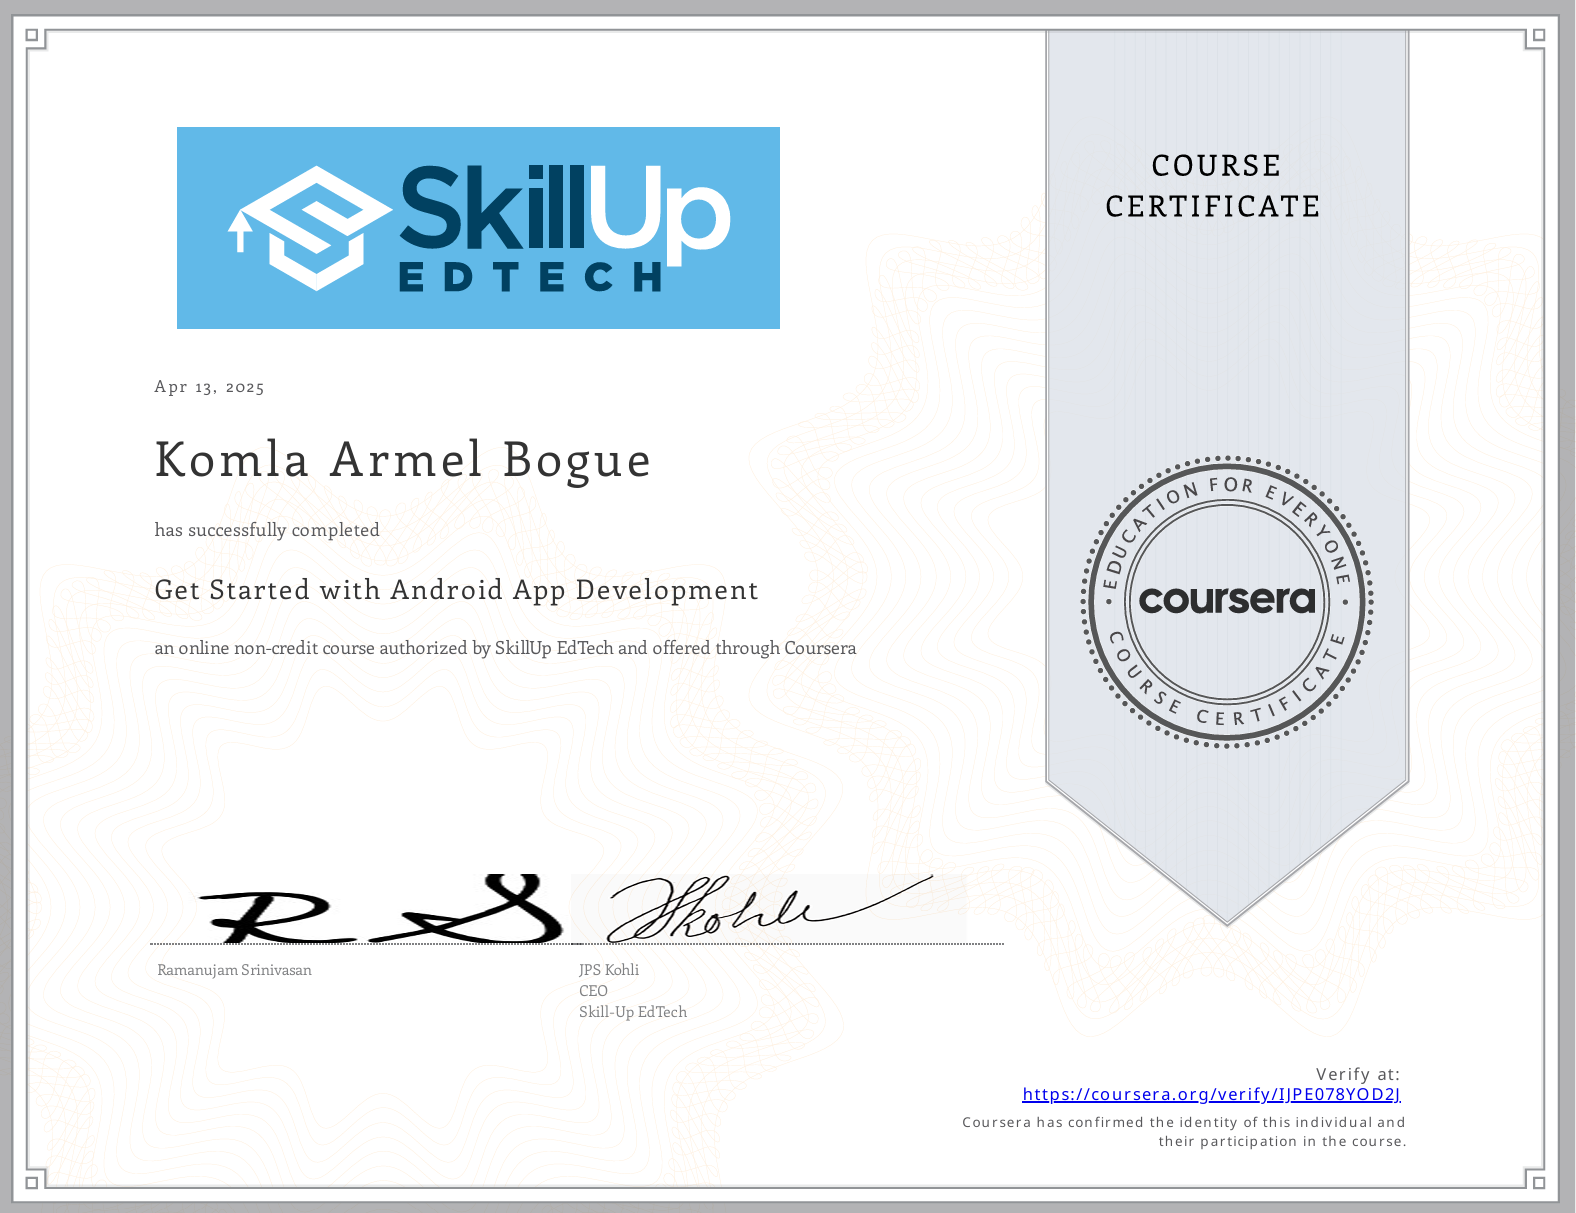 SkillUp
EDTECH
COURSE
CERTIFICATE
Apr 13, 2025
Komla Armel Bogue
has successfully completed
Get Started with Android App Development
an online non-credit course authorized by SkillUp EdTech and offered through Coursera
EDUCATION FOR EVERYONE
coursera
COURSE CERTIFICATE
R S
JPKohli
Ramanujam Srinivasan
JPS Kohli
CEO
Skill-Up EdTech
Verify at:
https://coursera.org/verify/IJPE078YOD2J
Coursera has confirmed the identity of this individual and
their participation in the course.